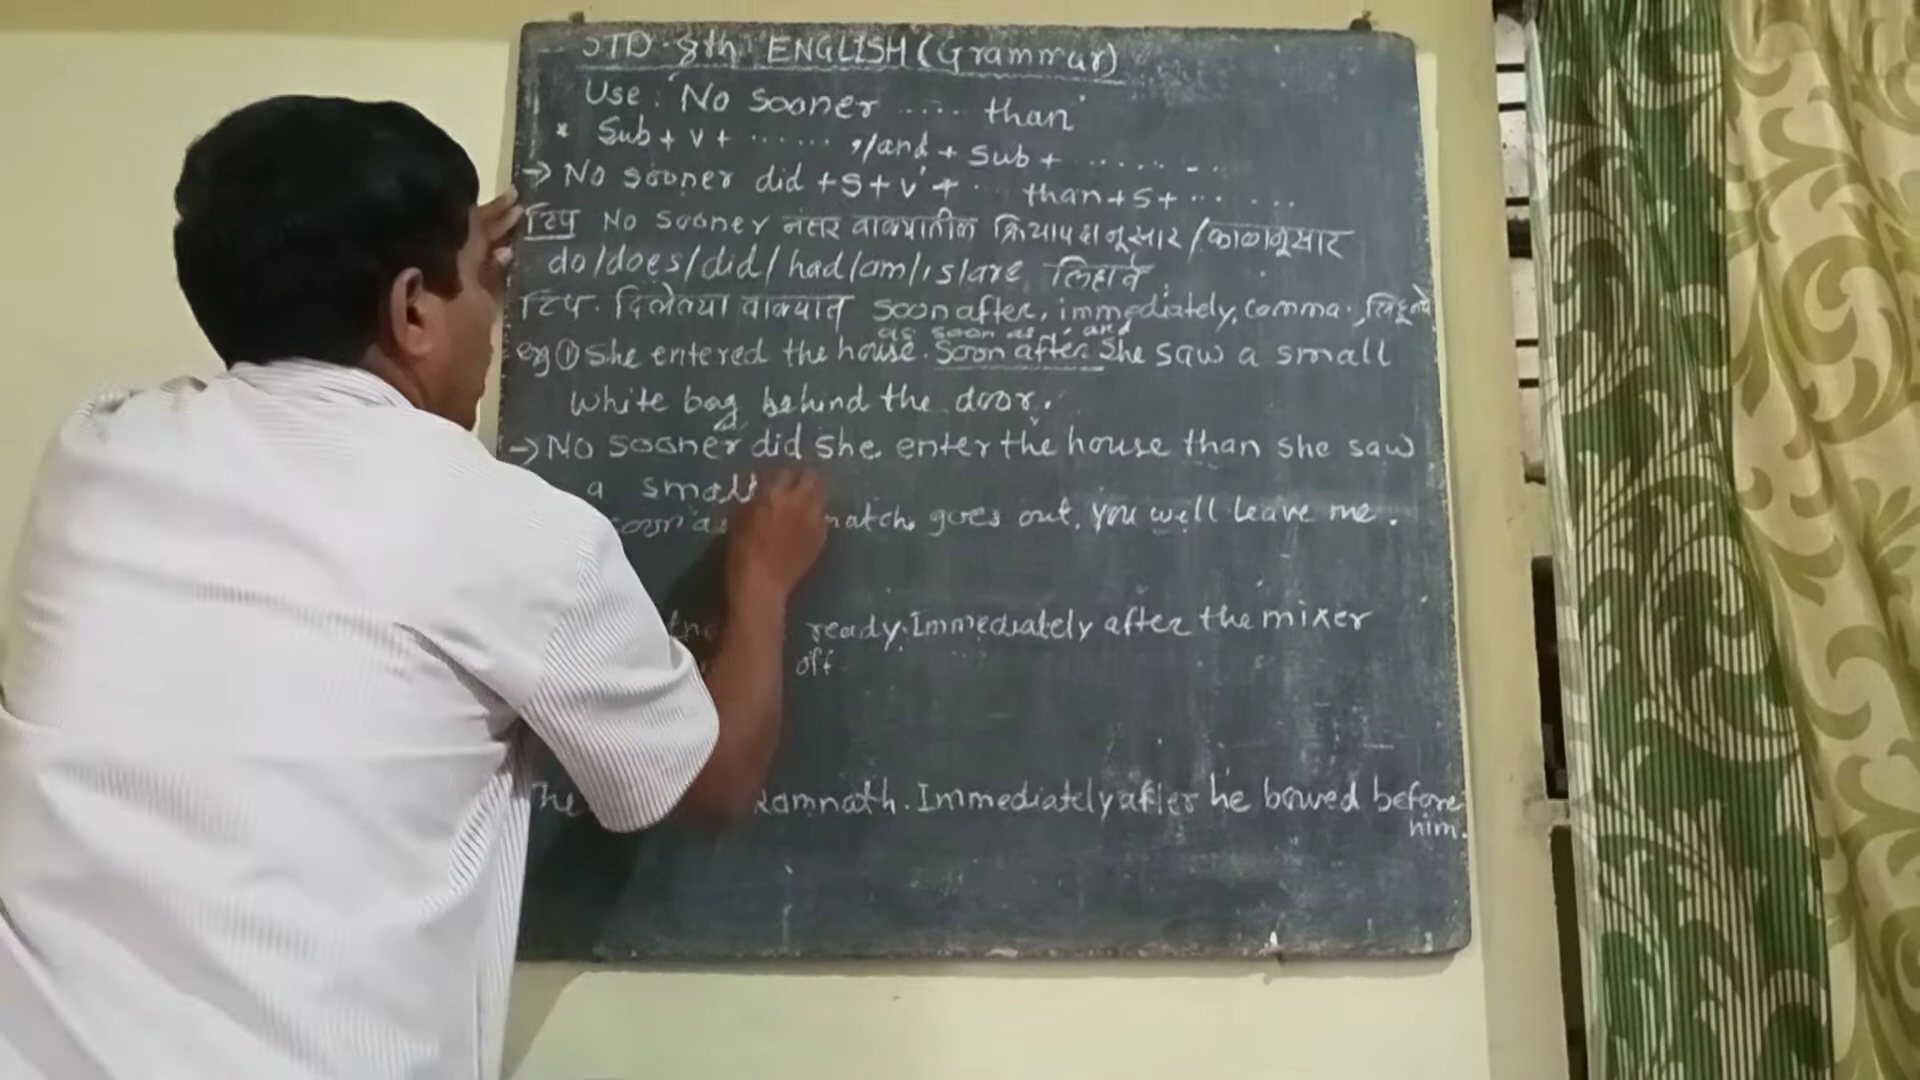 STD-8th ENGLISH (Grammar)
Use: 'No sooner ..... than'
* Sub + V + ....... ,/and + Sub + .......
→ No sooner did + S + V' + ... than + S + ......
टिप No sooner नंतर वाक्यातील क्रियापदानूसार /काळानूसार
do/does/did/had/am/is/are लिहावे.
टिप. दिलेल्या वाक्यात soon after, immediately, comma.,
as soon as, and
eg ① She entered the house. Soon after she saw a small
white bag behind the door.
→ No sooner did she enter the house than she saw
a small
soon as match goes out, you will leave me.
ready. Immediately after the mixer
off.
The Ramnath. Immediately after he bowed before
him.